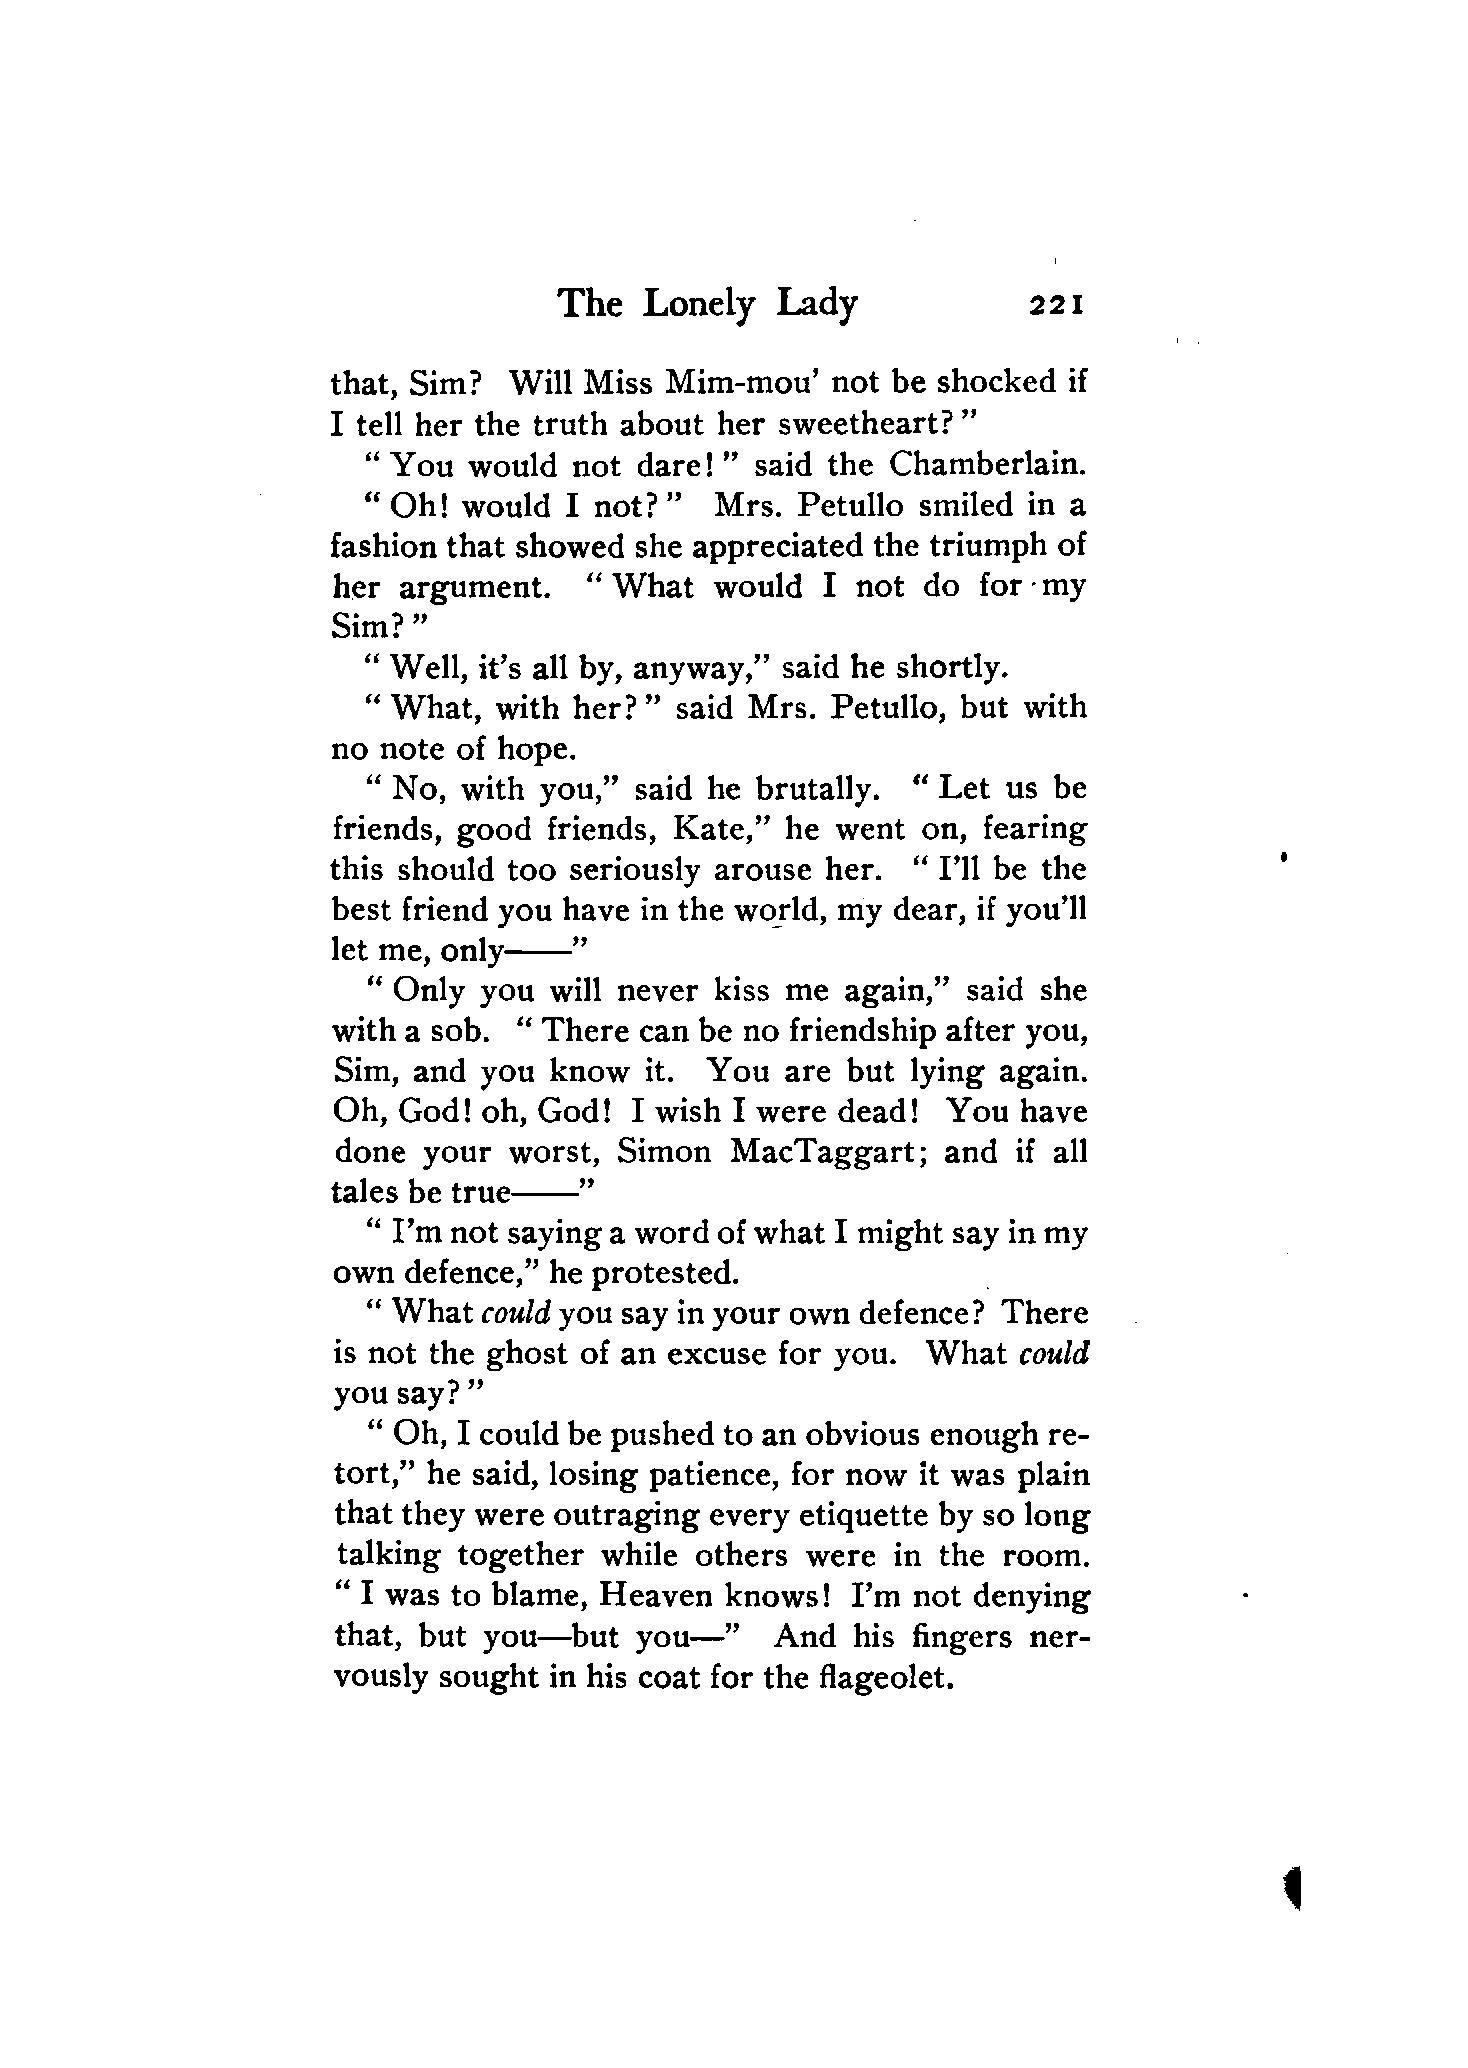 The Lonely Lady 221
that, Sim? Will Miss Mim-mou' not be shocked if
I tell her the truth about her sweetheart?"
"You would not dare!" said the Chamberlain.
"Oh! would I not?" Mrs. Petullo smiled in a
fashion that showed she appreciated the triumph of
her argument. "What would I not do for my
Sim?"
"Well, it's all by, anyway," said he shortly.
"What, with her?" said Mrs. Petullo, but with
no note of hope.
"No, with you," said he brutally. "Let us be
friends, good friends, Kate," he went on, fearing
this should too seriously arouse her. "I'll be the
best friend you have in the world, my dear, if you'll
let me, only——"
"Only you will never kiss me again," said she
with a sob. "There can be no friendship after you,
Sim, and you know it. You are but lying again.
Oh, God! oh, God! I wish I were dead! You have
done your worst, Simon MacTaggart; and if all
tales be true——"
"I'm not saying a word of what I might say in my
own defence," he protested.
"What could you say in your own defence? There
is not the ghost of an excuse for you. What could
you say?"
"Oh, I could be pushed to an obvious enough re-
tort," he said, losing patience, for now it was plain
that they were outraging every etiquette by so long
talking together while others were in the room.
"I was to blame, Heaven knows! I'm not denying
that, but you—but you—" And his fingers ner-
vously sought in his coat for the flageolet.